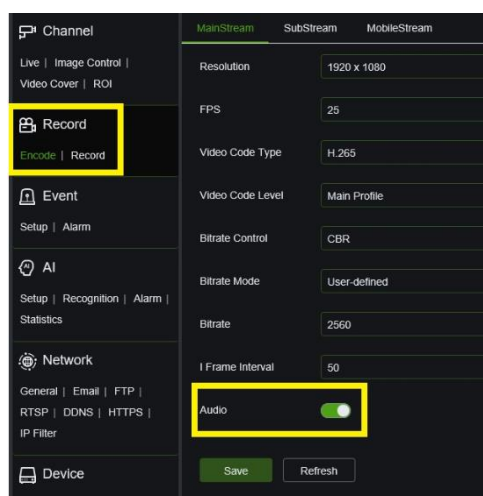 Channel
Live | Image Control |
Video Cover | ROI
Record
Encode | Record
Event
Setup | Alarm
AI
Setup | Recognition | Alarm |
Statistics
Network
General | Email | FTP |
RTSP | DDNS | HTTPS |
IP Filter
Device
MainStream SubStream MobileStream
Resolution 1920 x 1080
FPS 25
Video Code Type H.265
Video Code Level Main Profile
Bitrate Control CBR
Bitrate Mode User-defined
Bitrate 2560
I Frame Interval 50
Audio
Save Refresh